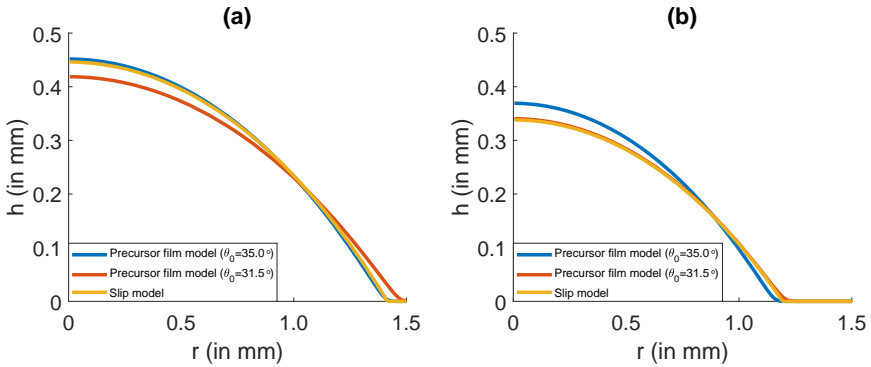 (a)
0.5
0.4
0.3
0.2
0.1
0
h (in mm)
Precursor film model (θ0=35.0°)
Precursor film model (θ0=31.5°)
Slip model
0 0.5 1.0 1.5
r (in mm)
(b)
0.5
0.4
0.3
0.2
0.1
0
h (in mm)
Precursor film model (θ0=35.0°)
Precursor film model (θ0=31.5°)
Slip model
0 0.5 1.0 1.5
r (in mm)